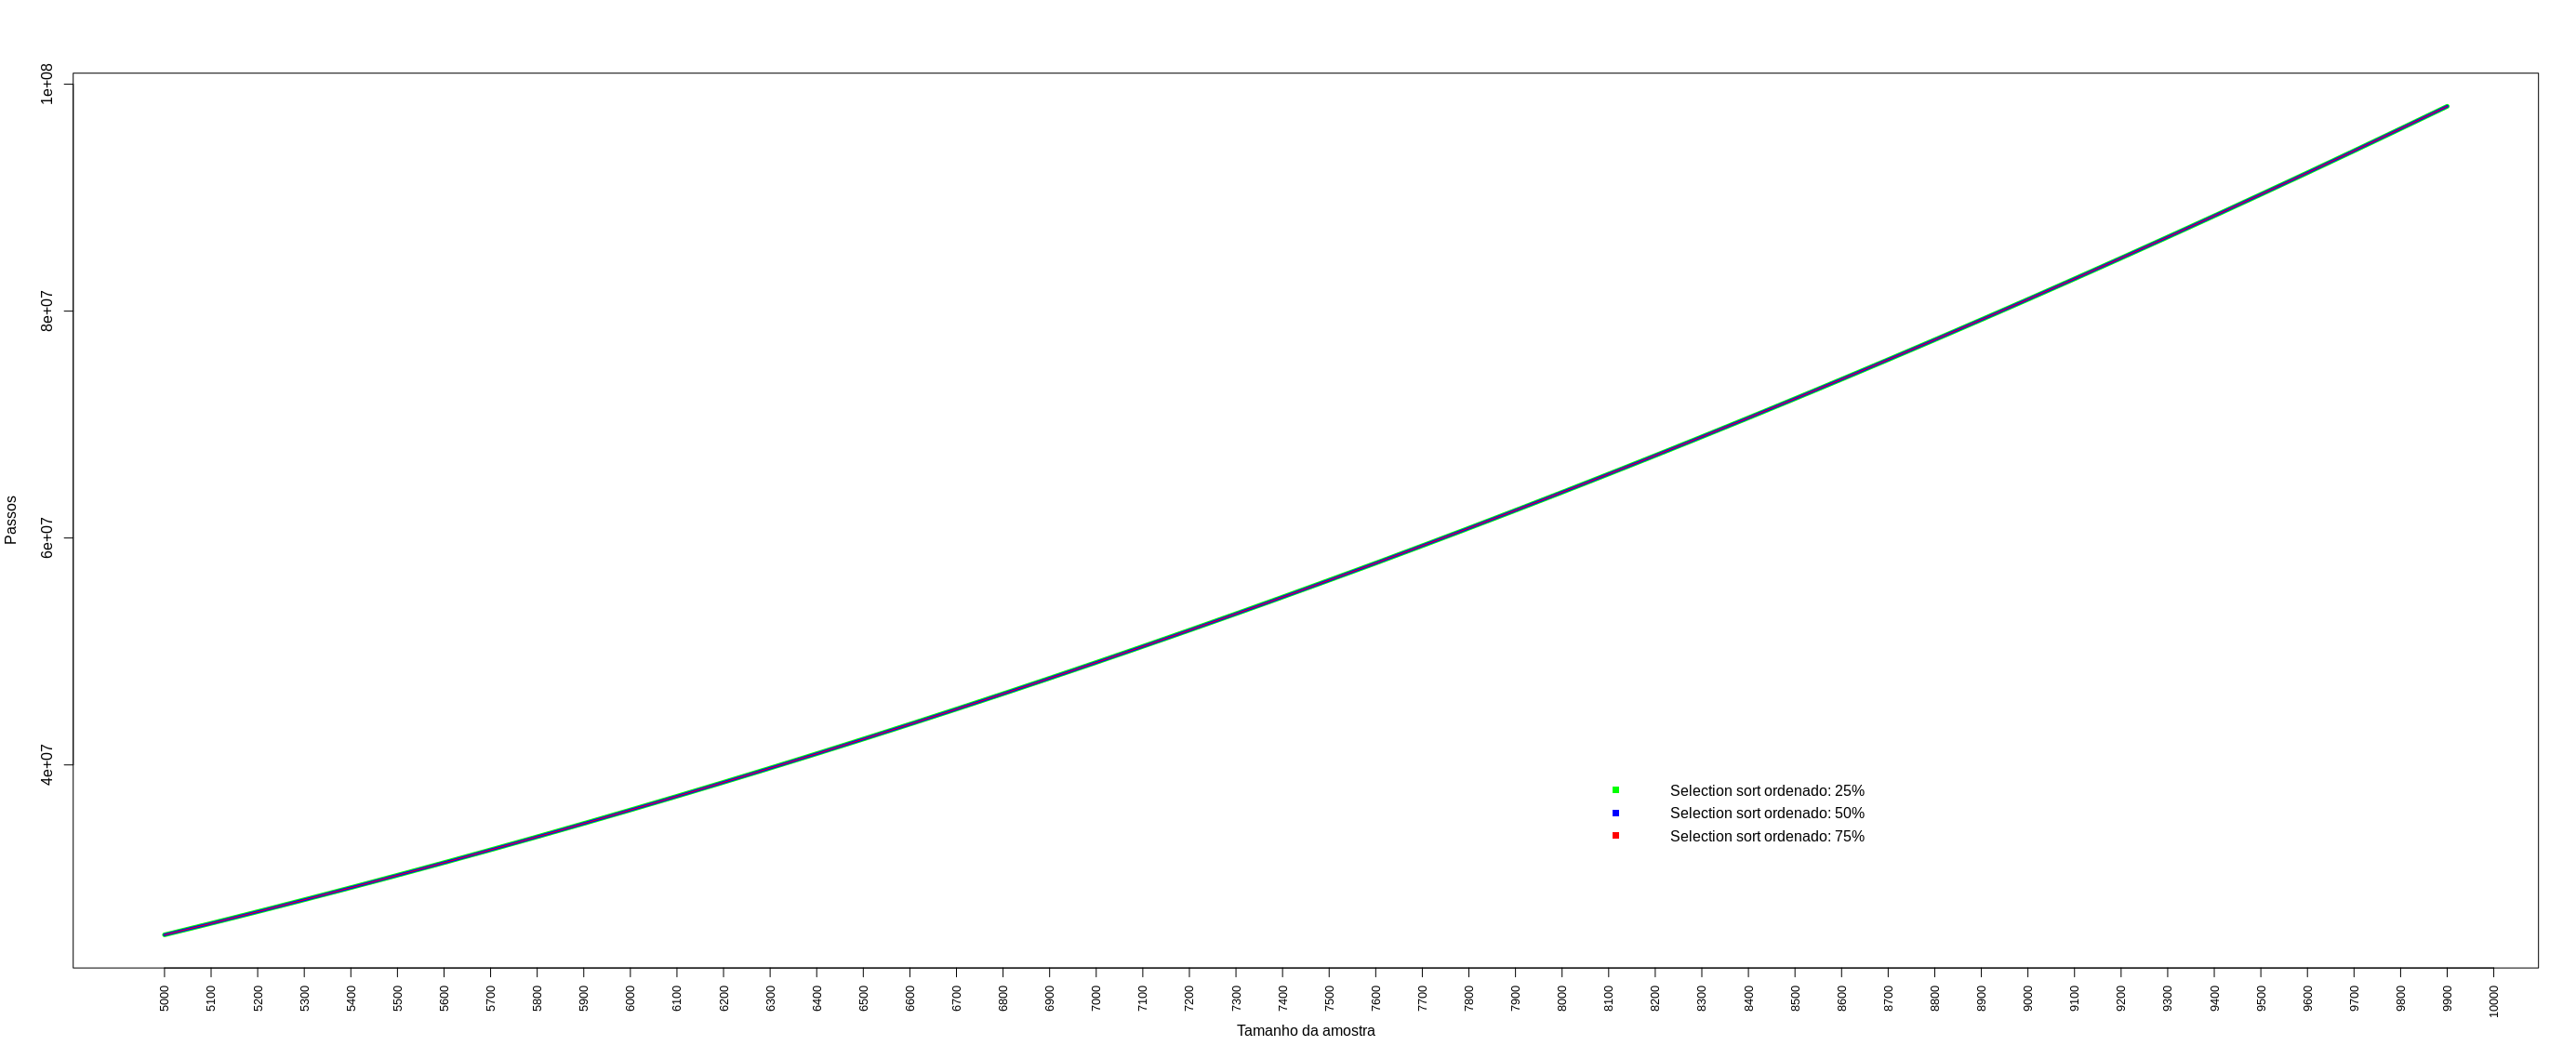 1e+08
8e+07
6e+07
4e+07
Passos
Selection sort ordenado: 25%
Selection sort ordenado: 50%
Selection sort ordenado: 75%
5000 5100 5200 5300 5400 5500 5600 5700 5800 5900 6000 6100 6200 6300 6400 6500 6600 6700 6800 6900 7000 7100 7200 7300 7400 7500 7600 7700 7800 7900 8000 8100 8200 8300 8400 8500 8600 8700 8800 8900 9000 9100 9200 9300 9400 9500 9600 9700 9800 9900 10000
Tamanho da amostra